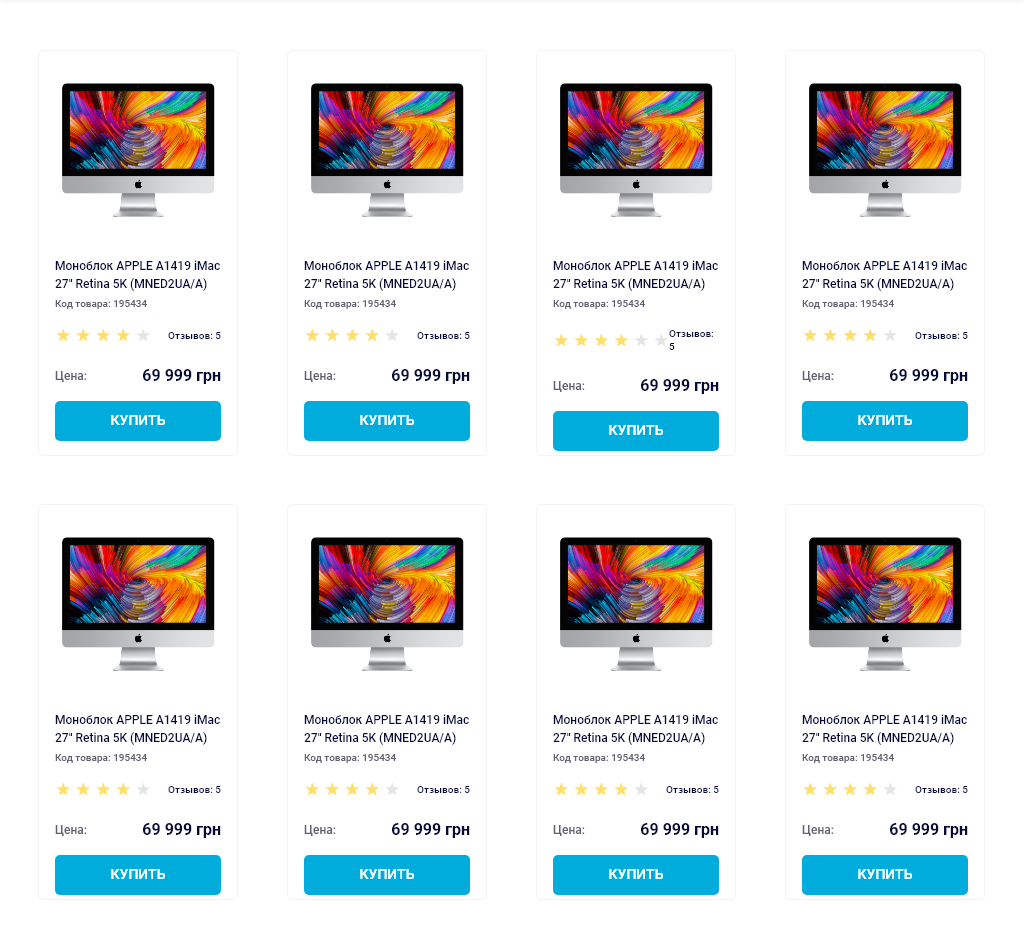 Моноблок APPLE A1419 iMac
27" Retina 5K (MNED2UA/A)
Код товара: 195434
Отзывов: 5
Цена: 69 999 грн
КУПИТЬ
Моноблок APPLE A1419 iMac
27" Retina 5K (MNED2UA/A)
Код товара: 195434
Отзывов: 5
Цена: 69 999 грн
КУПИТЬ
Моноблок APPLE A1419 iMac
27" Retina 5K (MNED2UA/A)
Код товара: 195434
Отзывов:
5
Цена: 69 999 грн
КУПИТЬ
Моноблок APPLE A1419 iMac
27" Retina 5K (MNED2UA/A)
Код товара: 195434
Отзывов: 5
Цена: 69 999 грн
КУПИТЬ
Моноблок APPLE A1419 iMac
27" Retina 5K (MNED2UA/A)
Код товара: 195434
Отзывов: 5
Цена: 69 999 грн
КУПИТЬ
Моноблок APPLE A1419 iMac
27" Retina 5K (MNED2UA/A)
Код товара: 195434
Отзывов: 5
Цена: 69 999 грн
КУПИТЬ
Моноблок APPLE A1419 iMac
27" Retina 5K (MNED2UA/A)
Код товара: 195434
Отзывов: 5
Цена: 69 999 грн
КУПИТЬ
Моноблок APPLE A1419 iMac
27" Retina 5K (MNED2UA/A)
Код товара: 195434
Отзывов: 5
Цена: 69 999 грн
КУПИТЬ